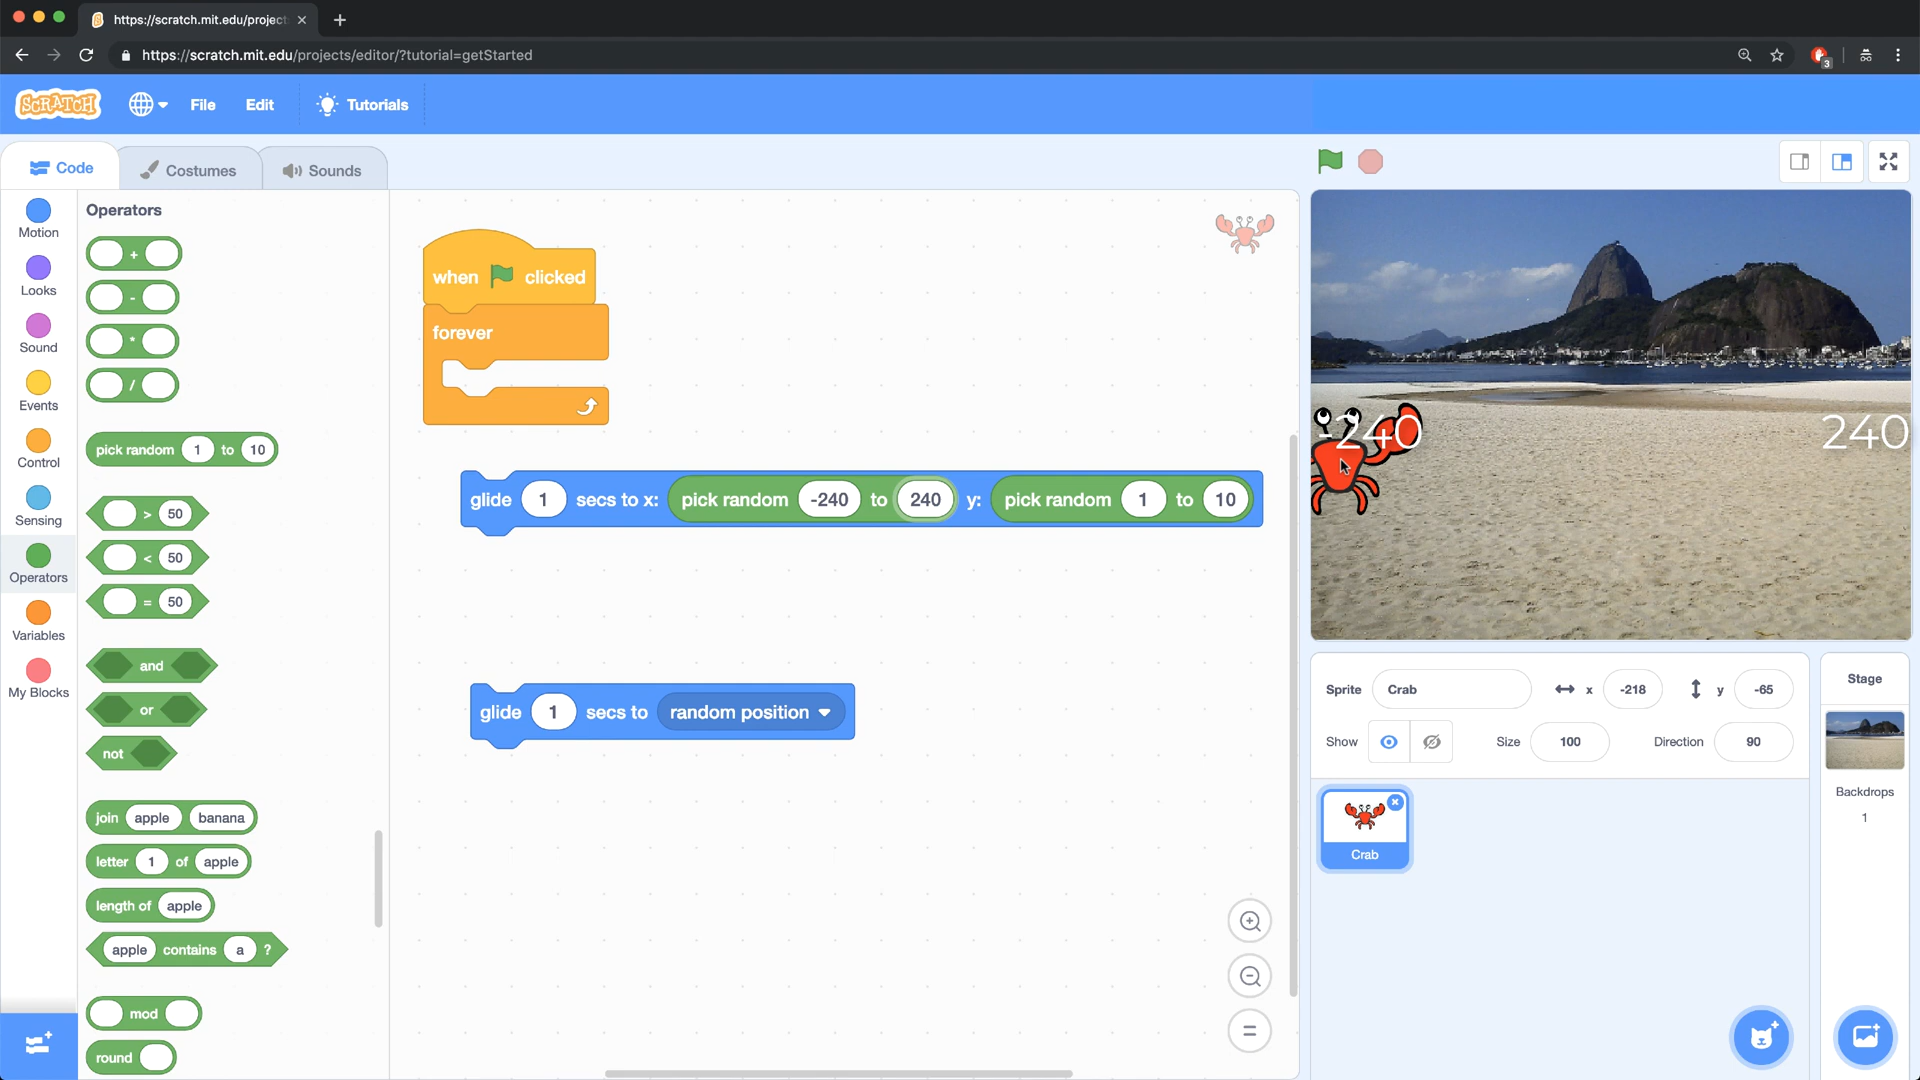 https://scratch.mit.edu/project
https://scratch.mit.edu/projects/editor/?tutorial=getStarted
3
SCRATCH
File
Edit
Tutorials
Code
Costumes
Sounds
Motion
Looks
Sound
Events
Control
Sensing
Operators
Variables
My Blocks
Operators
+
-
*
/
pick random 1 to 10
> 50
< 50
= 50
and
or
not
join apple banana
letter 1 of apple
length of apple
apple contains a ?
mod
round
when clicked
forever
glide 1 secs to x: pick random -240 to 240 y: pick random 1 to 10
glide 1 secs to random position
-240
240
Sprite Crab x -218 y -65
Show Size 100 Direction 90
Crab
Stage
Backdrops
1